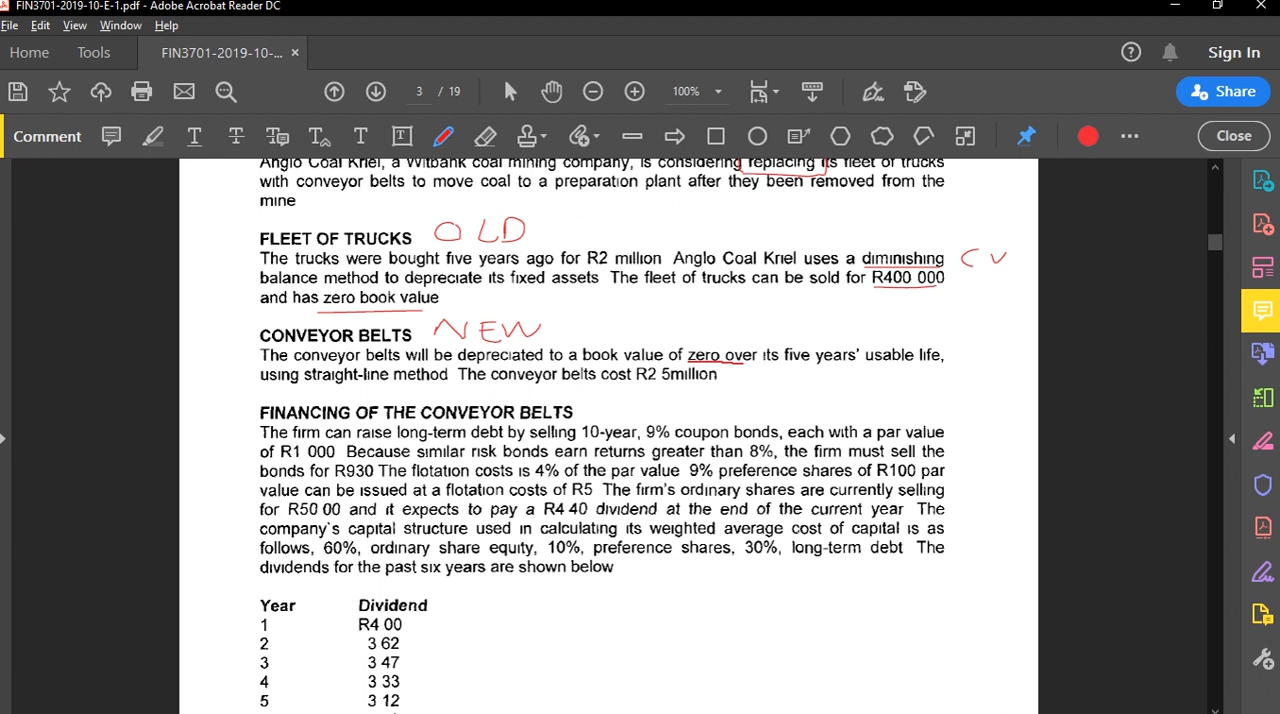 FIN3701-2019-10-E-1.pdf - Adobe Acrobat Reader DC
File Edit View Window Help
Home Tools FIN3701-2019-10-... × Sign In
3 / 19 100% Share
Comment Close
Anglo Coal Kriel, a Witbank coal mining company, is considering replacing its fleet of trucks
with conveyor belts to move coal to a preparation plant after they been removed from the
mine
FLEET OF TRUCKS OLD
The trucks were bought five years ago for R2 million Anglo Coal Kriel uses a diminishing C V
balance method to depreciate its fixed assets The fleet of trucks can be sold for R400 000
and has zero book value
CONVEYOR BELTS NEW
The conveyor belts will be depreciated to a book value of zero over its five years' usable life,
using straight-line method The conveyor belts cost R2 5million
FINANCING OF THE CONVEYOR BELTS
The firm can raise long-term debt by selling 10-year, 9% coupon bonds, each with a par value
of R1 000 Because similar risk bonds earn returns greater than 8%, the firm must sell the
bonds for R930 The flotation costs is 4% of the par value 9% preference shares of R100 par
value can be issued at a flotation costs of R5 The firm's ordinary shares are currently selling
for R50 00 and it expects to pay a R4 40 dividend at the end of the current year The
company's capital structure used in calculating its weighted average cost of capital is as
follows, 60%, ordinary share equity, 10%, preference shares, 30%, long-term debt The
dividends for the past six years are shown below
Year Dividend
1 R4 00
2 3 62
3 3 47
4 3 33
5 3 12